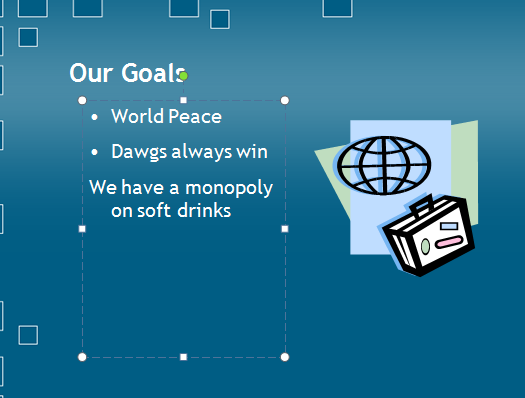 Our Goals
• World Peace
• Dawgs always win
We have a monopoly
on soft drinks